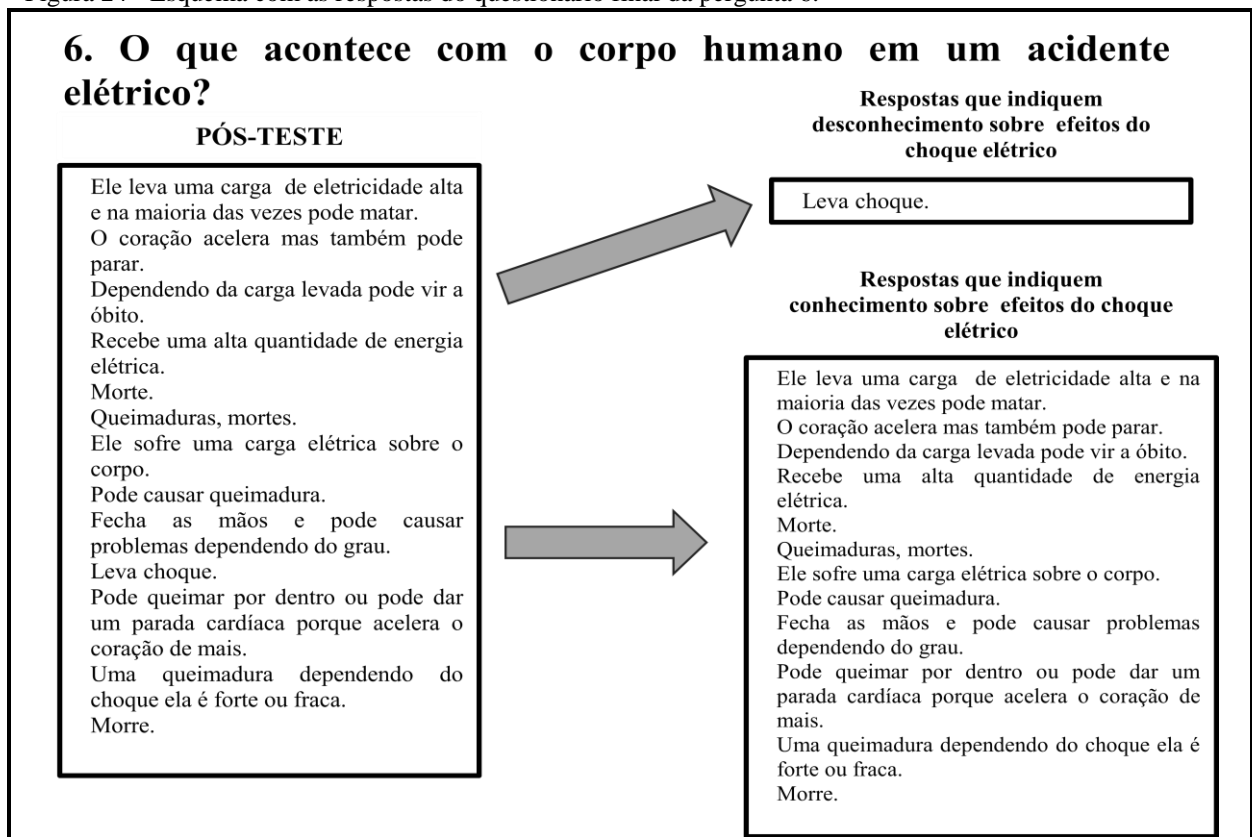 Figura 24 - Esquema com as respostas do questionário final da pergunta 6.
6. O que acontece com o corpo humano em um acidente
elétrico?
PÓS-TESTE
Ele leva uma carga de eletricidade alta
e na maioria das vezes pode matar.
O coração acelera mas também pode
parar.
Dependendo da carga levada pode vir a
óbito.
Recebe uma alta quantidade de energia
elétrica.
Morte.
Queimaduras, mortes.
Ele sofre uma carga elétrica sobre o
corpo.
Pode causar queimadura.
Fecha as mãos e pode causar
problemas dependendo do grau.
Leva choque.
Pode queimar por dentro ou pode dar
um parada cardíaca porque acelera o
coração de mais.
Uma queimadura dependendo do
choque ela é forte ou fraca.
Morre.
Respostas que indiquem
desconhecimento sobre efeitos do
choque elétrico
Leva choque.
Respostas que indiquem
conhecimento sobre efeitos do choque
elétrico
Ele leva uma carga de eletricidade alta e na
maioria das vezes pode matar.
O coração acelera mas também pode parar.
Dependendo da carga levada pode vir a óbito.
Recebe uma alta quantidade de energia
elétrica.
Morte.
Queimaduras, mortes.
Ele sofre uma carga elétrica sobre o corpo.
Pode causar queimadura.
Fecha as mãos e pode causar problemas
dependendo do grau.
Pode queimar por dentro ou pode dar um
parada cardíaca porque acelera o coração de
mais.
Uma queimadura dependendo do choque ela é
forte ou fraca.
Morre.